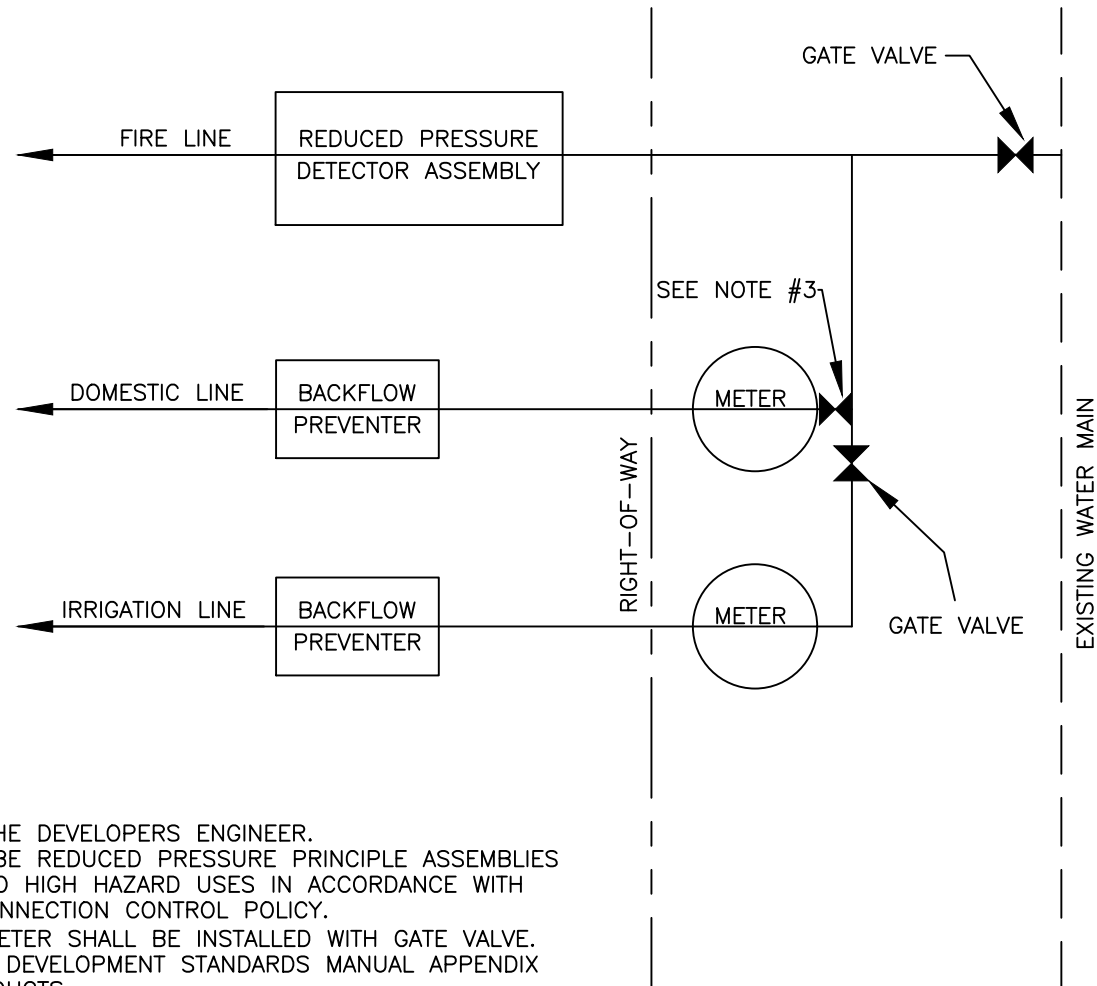 GATE VALVE
FIRE LINE
REDUCED PRESSURE
DETECTOR ASSEMBLY
SEE NOTE #3
DOMESTIC LINE
BACKFLOW
PREVENTER
METER
RIGHT-OF-WAY
EXISTING WATER MAIN
IRRIGATION LINE
BACKFLOW
PREVENTER
METER
GATE VALVE
HE DEVELOPERS ENGINEER.
BE REDUCED PRESSURE PRINCIPLE ASSEMBLIES
HIGH HAZARD USES IN ACCORDANCE WITH
NNECTION CONTROL POLICY.
ETER SHALL BE INSTALLED WITH GATE VALVE.
DEVELOPMENT STANDARDS MANUAL APPENDIX